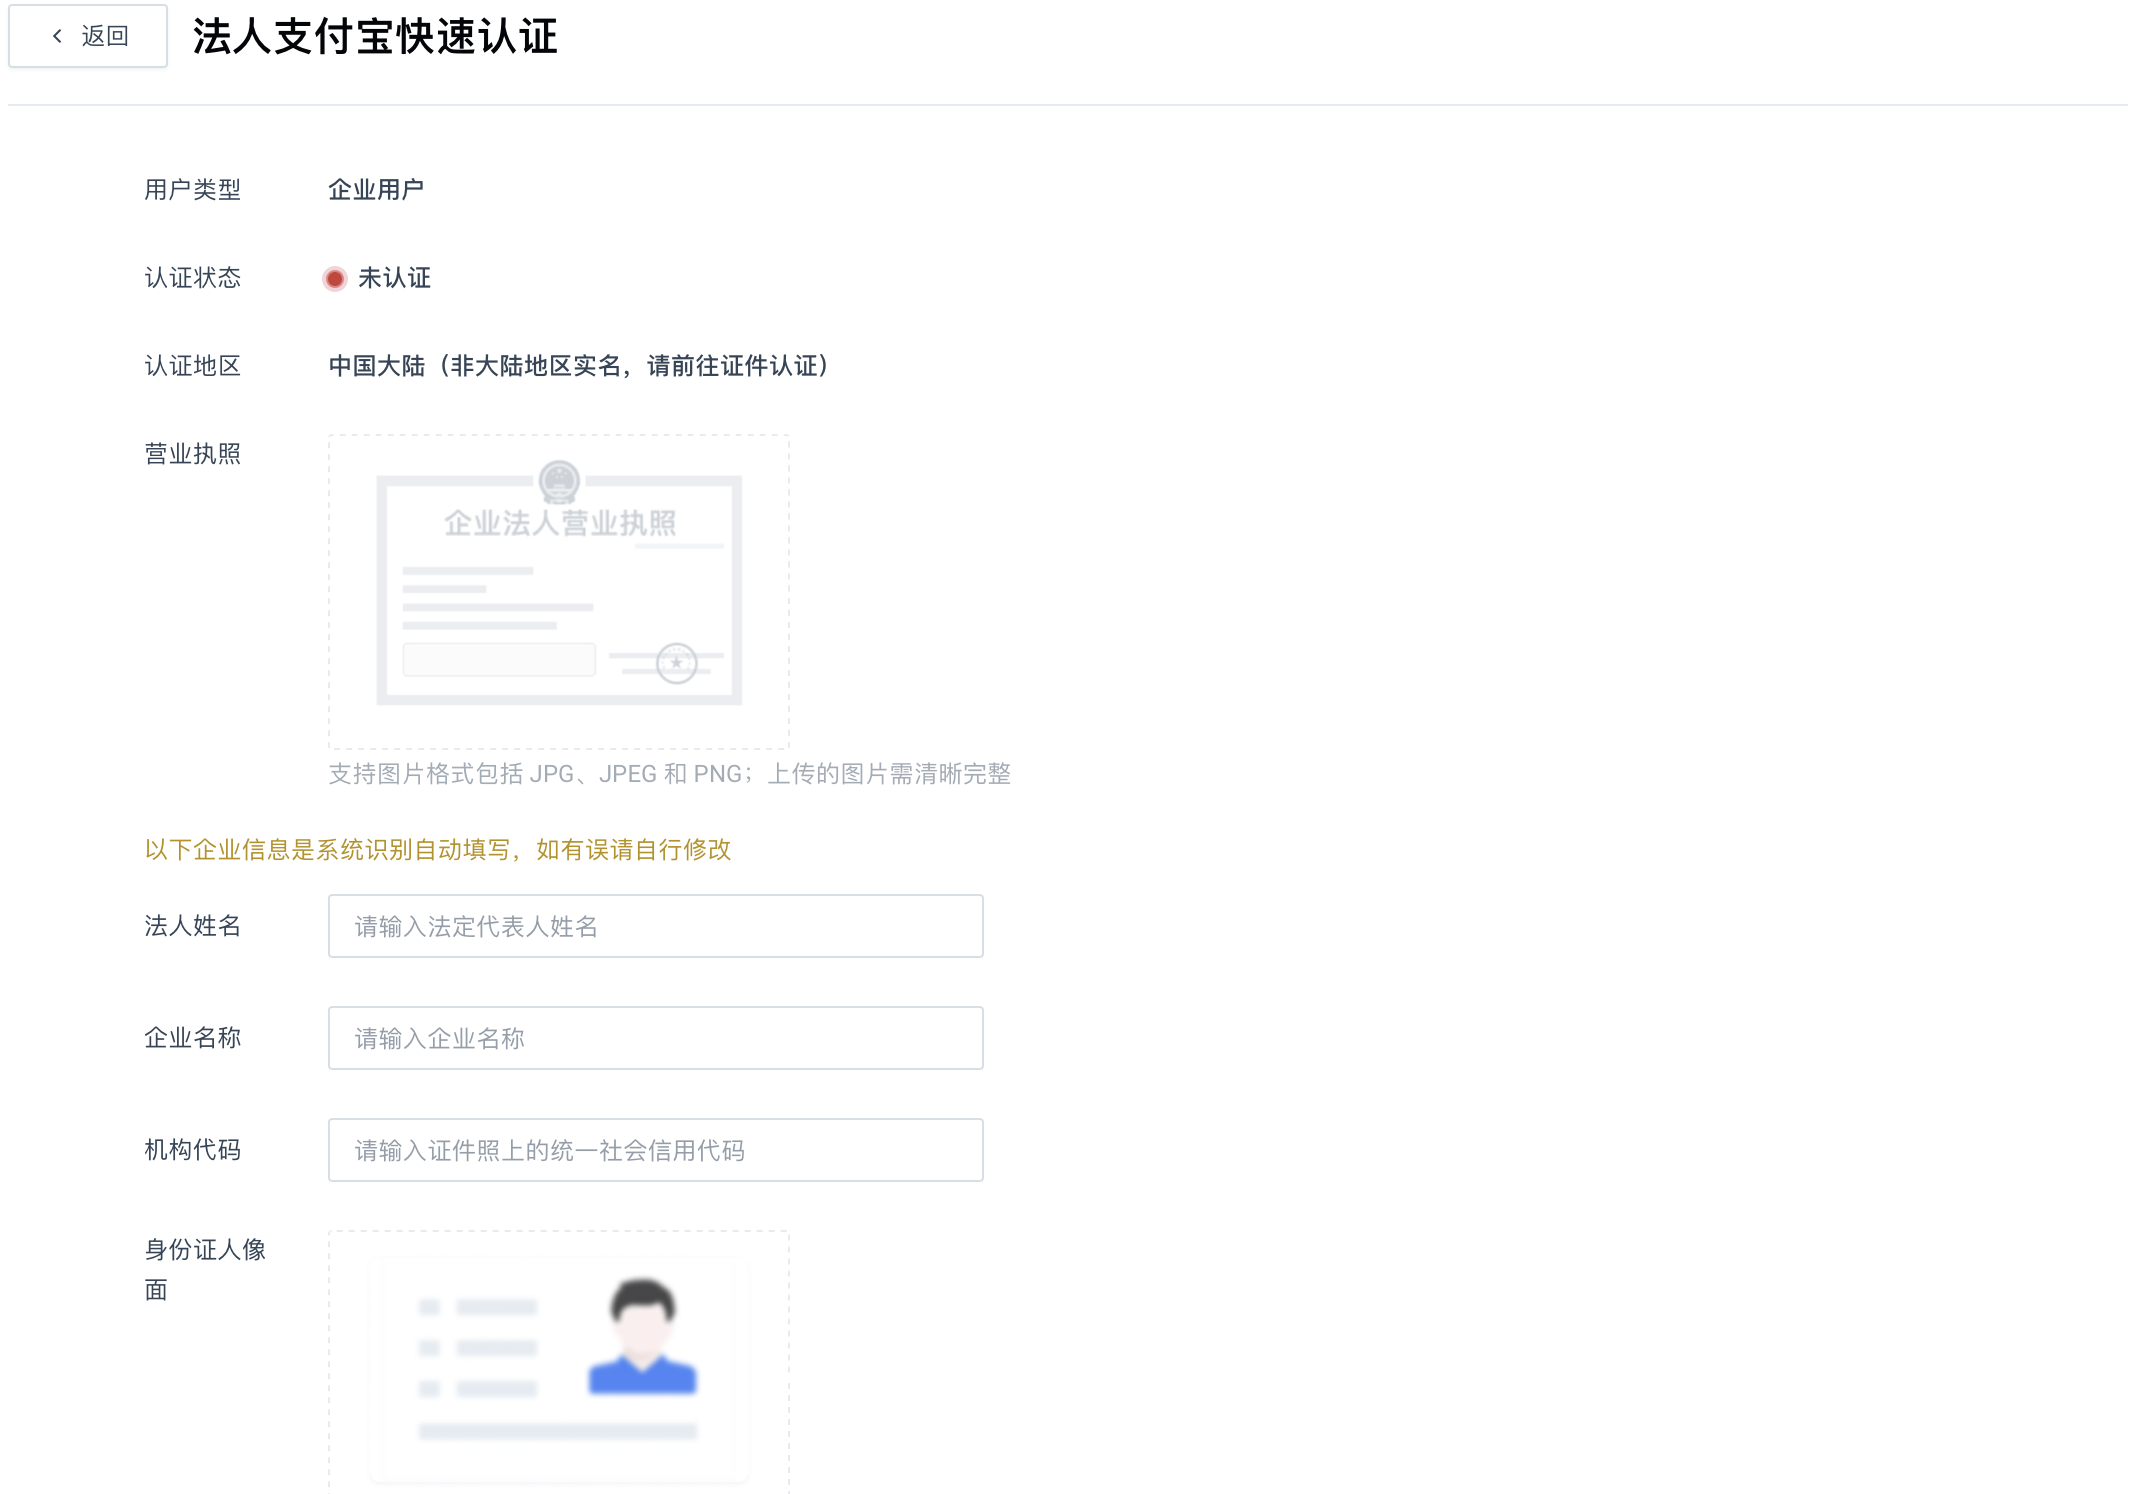 返回
法人支付宝快速认证
用户类型 企业用户
认证状态 未认证
认证地区 中国大陆（非大陆地区实名，请前往证件认证）
营业执照
企业法人营业执照
支持图片格式包括 JPG、JPEG 和 PNG；上传的图片需清晰完整
以下企业信息是系统识别自动填写，如有误请自行修改
法人姓名 请输入法定代表人姓名
企业名称 请输入企业名称
机构代码 请输入证件照上的统一社会信用代码
身份证人像
面